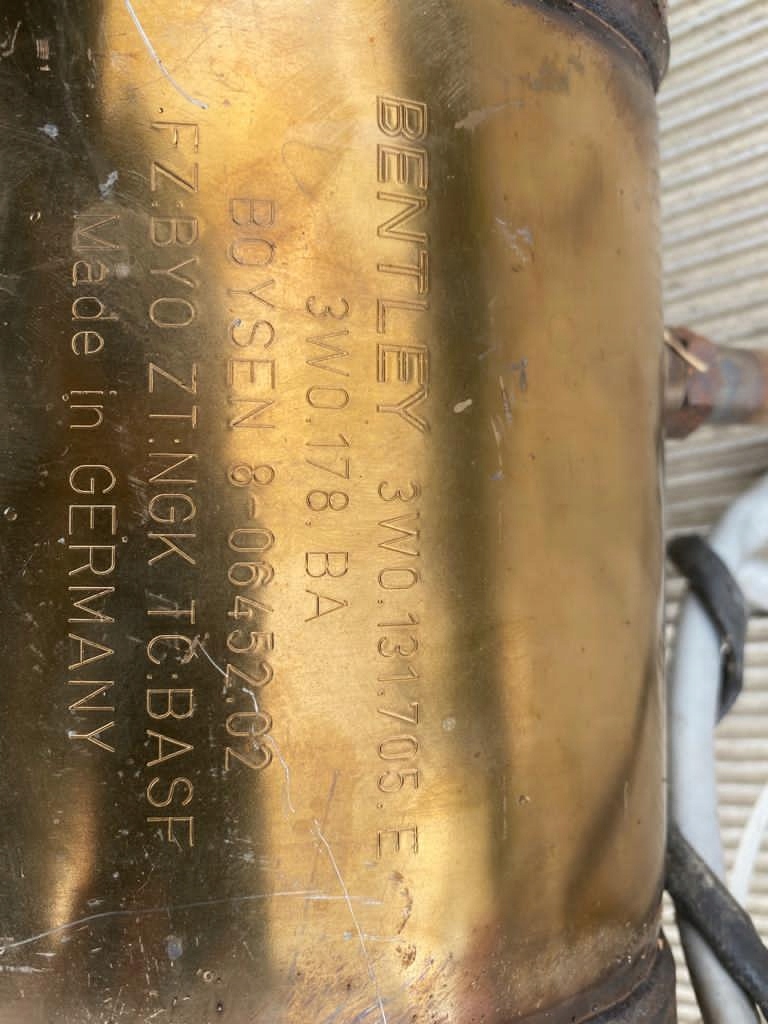 BENTLEY 3W0.131.705.E
3W0.178.BA
BOYSEN 8-06452.02
FZ:BYO ZT:NGK TC:BASF
Made in GERMANY